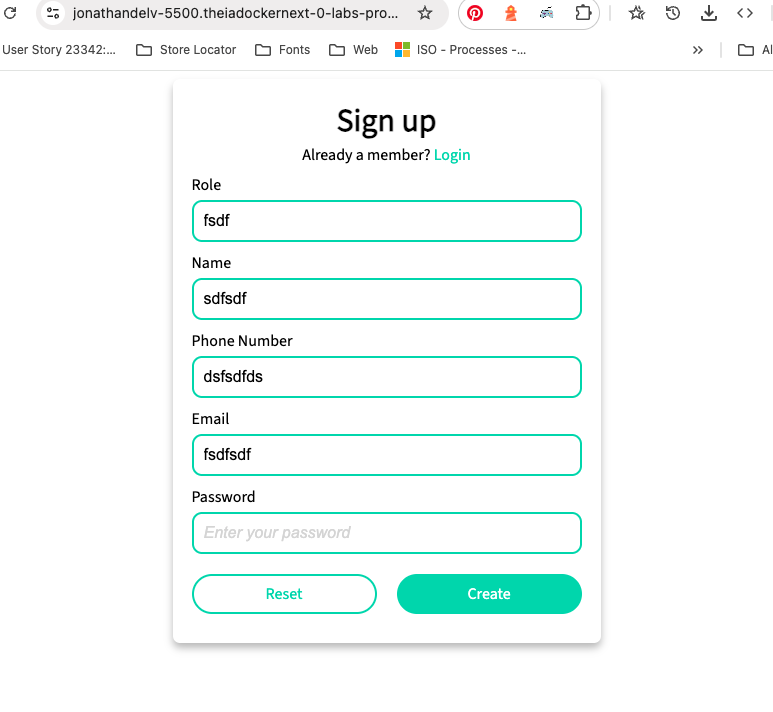 jonathandelv-5500.theiadockernext-0-labs-pro...
User Story 23342:... Store Locator Fonts Web ISO - Processes -... » Al
Sign up
Already a member? Login
Role
fsdf
Name
sdfsdf
Phone Number
dsfsdfds
Email
fsdfsdf
Password
Enter your password
Reset Create